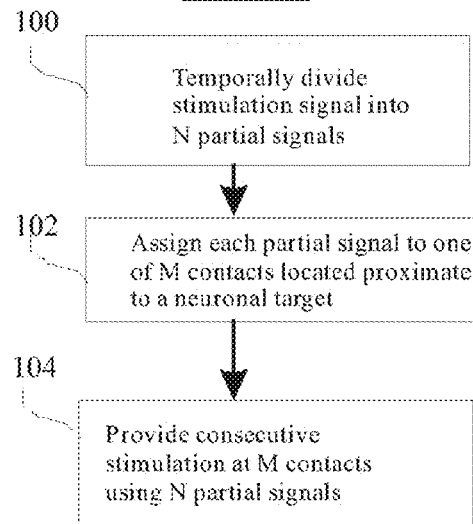 100
Temporally divide
stimulation signal into
N partial signals
102
Assign each partial signal to one
of M contacts located proximate
to a neuronal target
104
Provide consecutive
stimulation at M contacts
using N partial signals